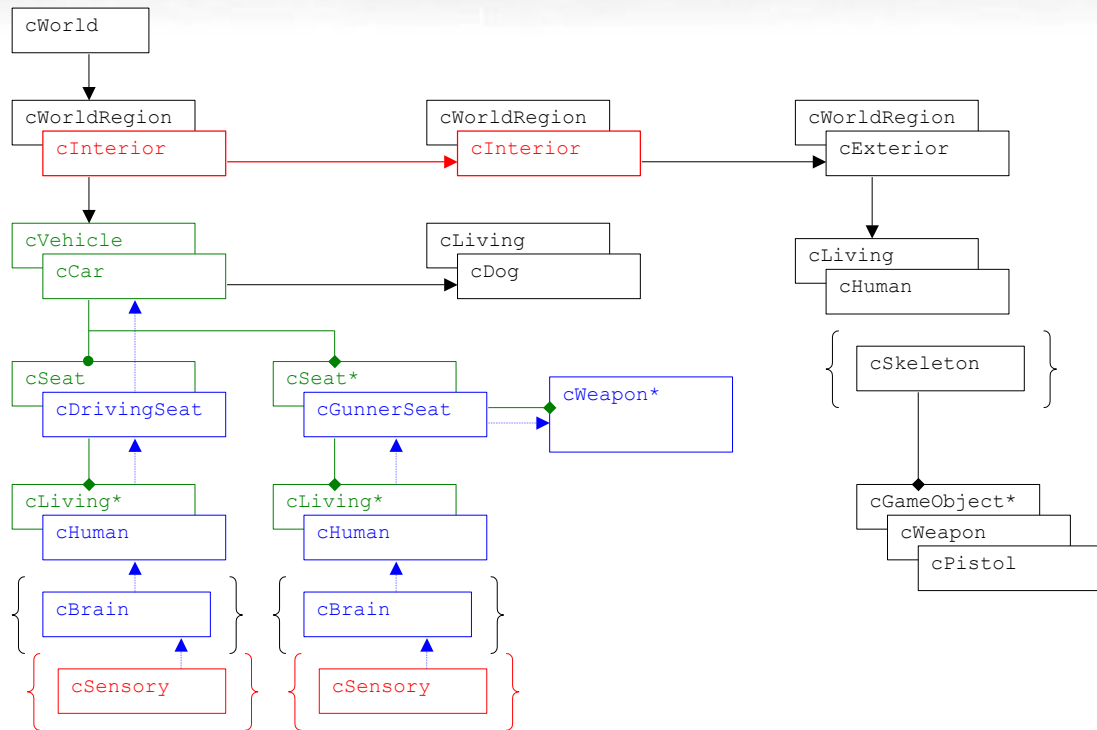 cWorld
cWorldRegion
cInterior
cWorldRegion
cInterior
cWorldRegion
cExterior
cVehicle
cCar
cLiving
cDog
cLiving
cHuman
cSkeleton
cSeat
cDrivingSeat
cSeat*
cGunnerSeat
cWeapon*
cLiving*
cHuman
cLiving*
cHuman
cGameObject*
cWeapon
cPistol
cBrain
cBrain
cSensory
cSensory